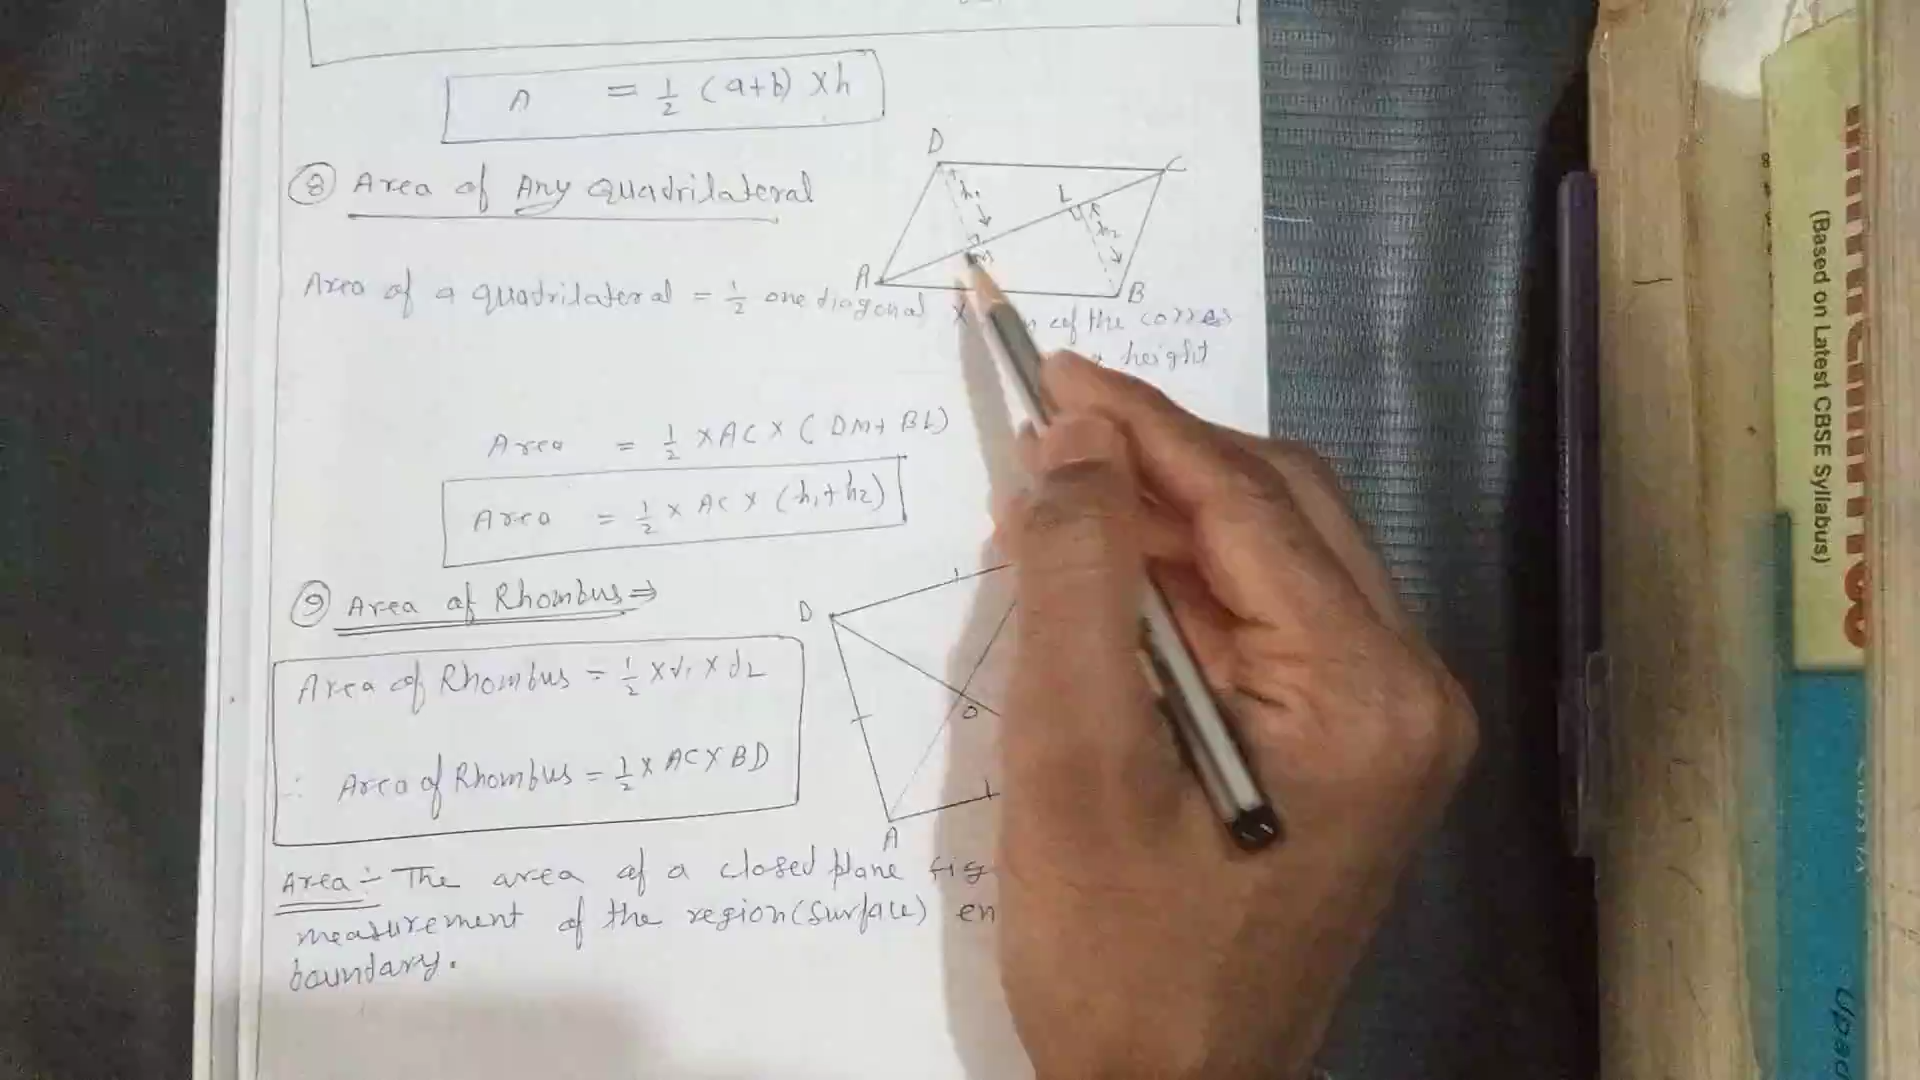 A = 1/2 (a+b) × h
⑧ Area of Any Quadrilateral
D
C
h1
L
h2
M
A
B
Area of a quadrilateral = 1/2 one diagonal × of the corres
height
Area = 1/2 × AC × ( DM + BL)
Area = 1/2 × AC × (h1 + h2)
⑨ Area of Rhombus ⇒
D
O
A
Area of Rhombus = 1/2 × d1 × d2
∴ Area of Rhombus = 1/2 × AC × BD
Area :- The area of a closed plane fig
measurement of the region (surface) en
boundary.
(Based on Latest CBSE Syllabus)